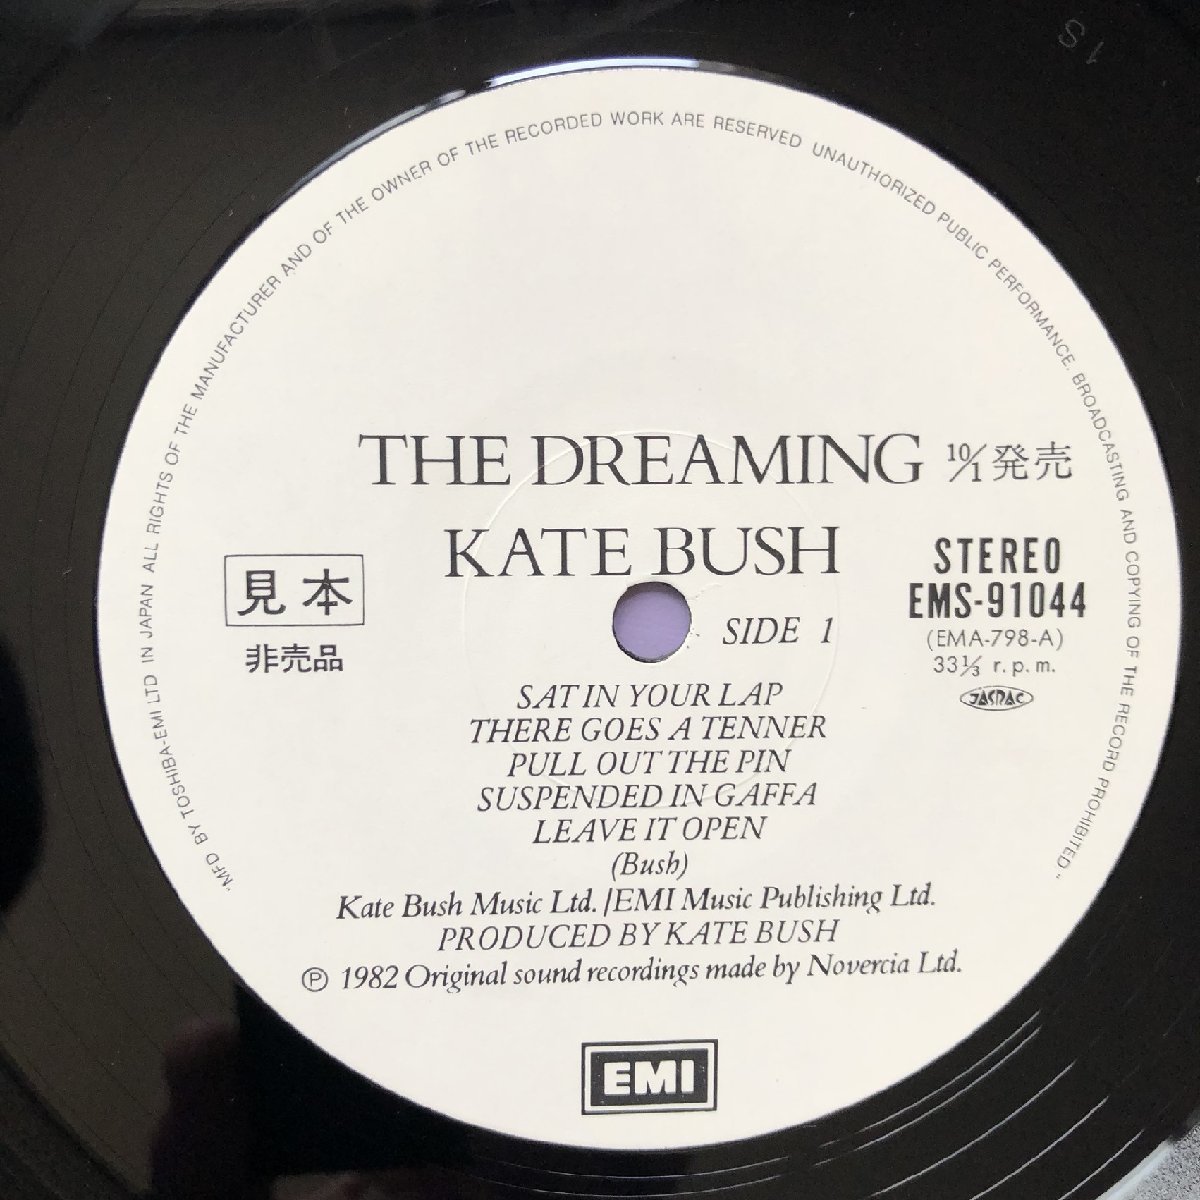 "MFD BY TOSHIBA-EMI LTD IN JAPAN ALL RIGHTS OF THE MANUFACTURER AND OF THE OWNER OF THE RECORDED WORK ARE RESERVED UNAUTHORIZED PUBLIC PERFORMANCE, BROADCASTING AND COPYING OF THE RECORD PROHIBITED."
THE DREAMING 10/1発売
KATE BUSH
見本
非売品
STEREO
EMS-91044
(EMA-798-A)
33⅓ r.p.m.
JASRAC
SIDE 1
SAT IN YOUR LAP
THERE GOES A TENNER
PULL OUT THE PIN
SUSPENDED IN GAFFA
LEAVE IT OPEN
(Bush)
Kate Bush Music Ltd./EMI Music Publishing Ltd.
PRODUCED BY KATE BUSH
℗ 1982 Original sound recordings made by Novercia Ltd.
EMI
1 S